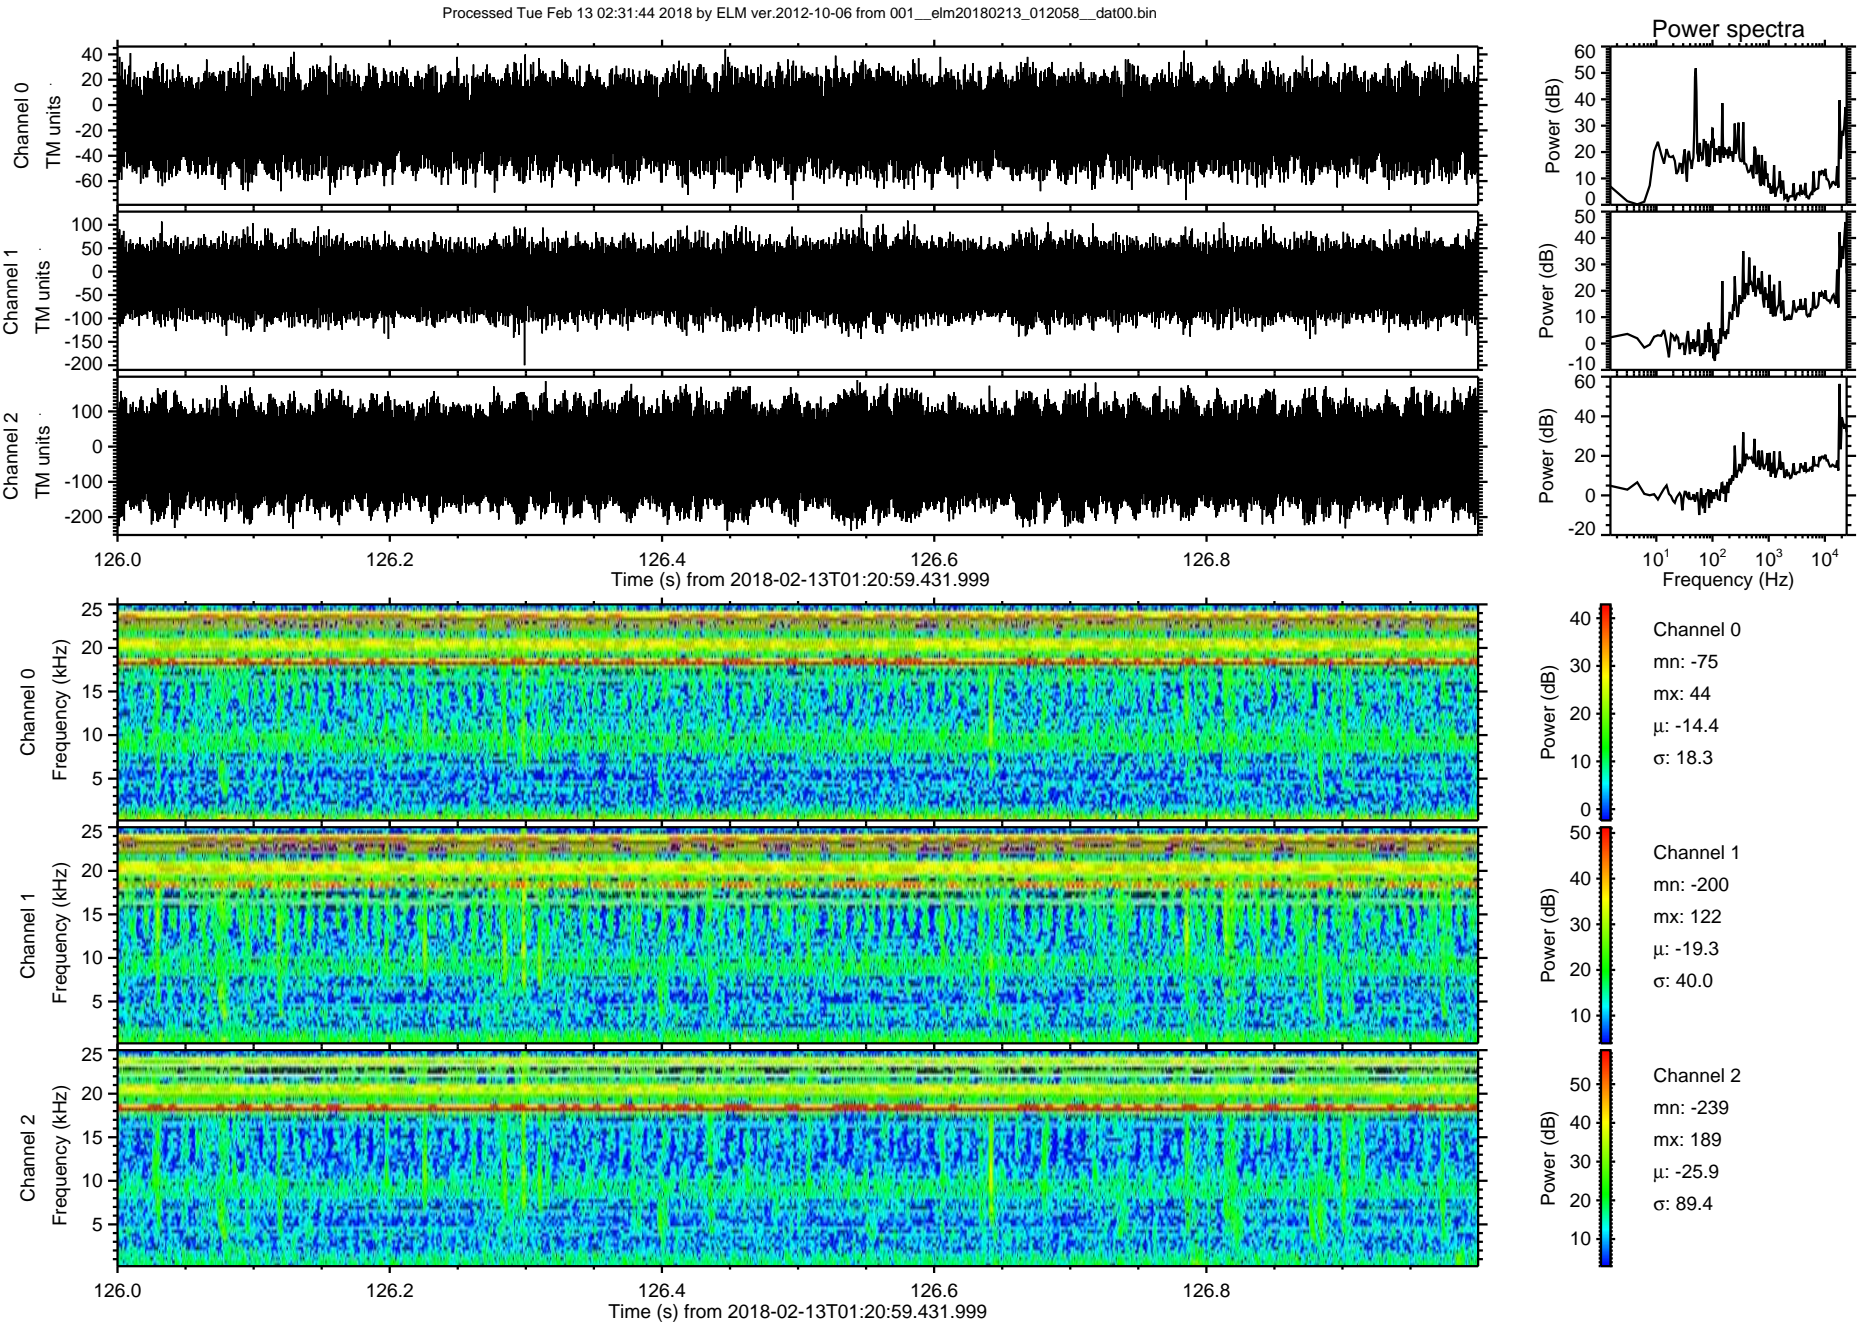 Processed Tue Feb 13 02:31:44 2018 by ELM ver.2012-10-06 from 001__elm20180213_012058__dat00.bin
Power spectra
Channel 0
TM units
40
20
0
-20
-40
-60
Power (dB)
60
50
40
30
20
10
0
Channel 1
TM units
100
50
0
-50
-100
-150
-200
Power (dB)
50
40
30
20
10
0
-10
Channel 2
TM units
100
0
-100
-200
Power (dB)
60
40
20
0
-20
126.0 126.2 126.4 126.6 126.8
Time (s) from 2018-02-13T01:20:59.431.999
10¹ 10² 10³ 10⁴
Frequency (Hz)
Channel 0
Frequency (kHz)
25
20
15
10
5
Power (dB)
40
30
20
10
0
Channel 0
mn: -75
mx: 44
μ: -14.4
σ: 18.3
Channel 1
Frequency (kHz)
25
20
15
10
5
Power (dB)
50
40
30
20
10
Channel 1
mn: -200
mx: 122
μ: -19.3
σ: 40.0
Channel 2
Frequency (kHz)
25
20
15
10
5
Power (dB)
50
40
30
20
10
Channel 2
mn: -239
mx: 189
μ: -25.9
σ: 89.4
126.0 126.2 126.4 126.6 126.8
Time (s) from 2018-02-13T01:20:59.431.999